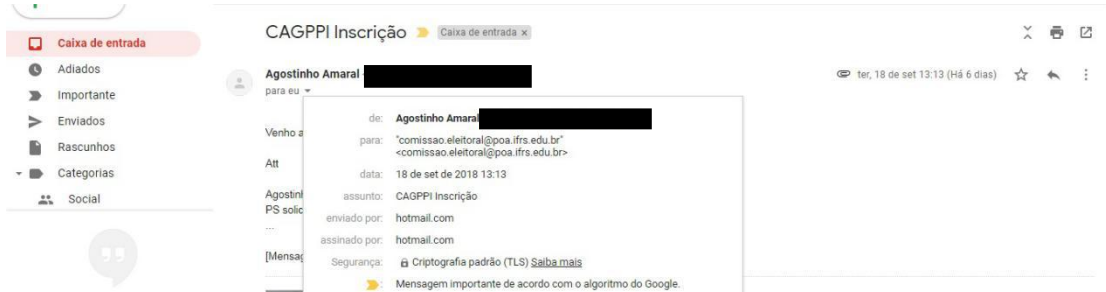 CAGPPI Inscrição Caixa de entrada x
Caixa de entrada
Adiados
Importante
Enviados
Rascunhos
Categorias
Social
Agostinho Amaral
ter, 18 de set 13:13 (Há 6 dias)
para eu
de: Agostinho Amaral
para: "comissao.eleitoral@poa.ifrs.edu.br"
<comissao.eleitoral@poa.ifrs.edu.br>
data: 18 de set de 2018 13:13
assunto: CAGPPI Inscrição
enviado por: hotmail.com
assinado por: hotmail.com
Segurança: Criptografia padrão (TLS) Saiba mais
: Mensagem importante de acordo com o algoritmo do Google.
Venho a
Att
Agostinh
PS solic
...
[Mensag